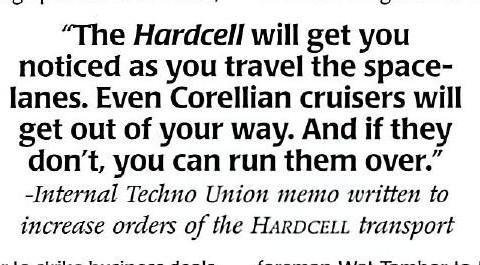 “The Hardcell will get you
noticed as you travel the space-
lanes. Even Corellian cruisers will
get out of your way. And if they
don’t, you can run them over.”
-Internal Techno Union memo written to
increase orders of the HARDCELL transport